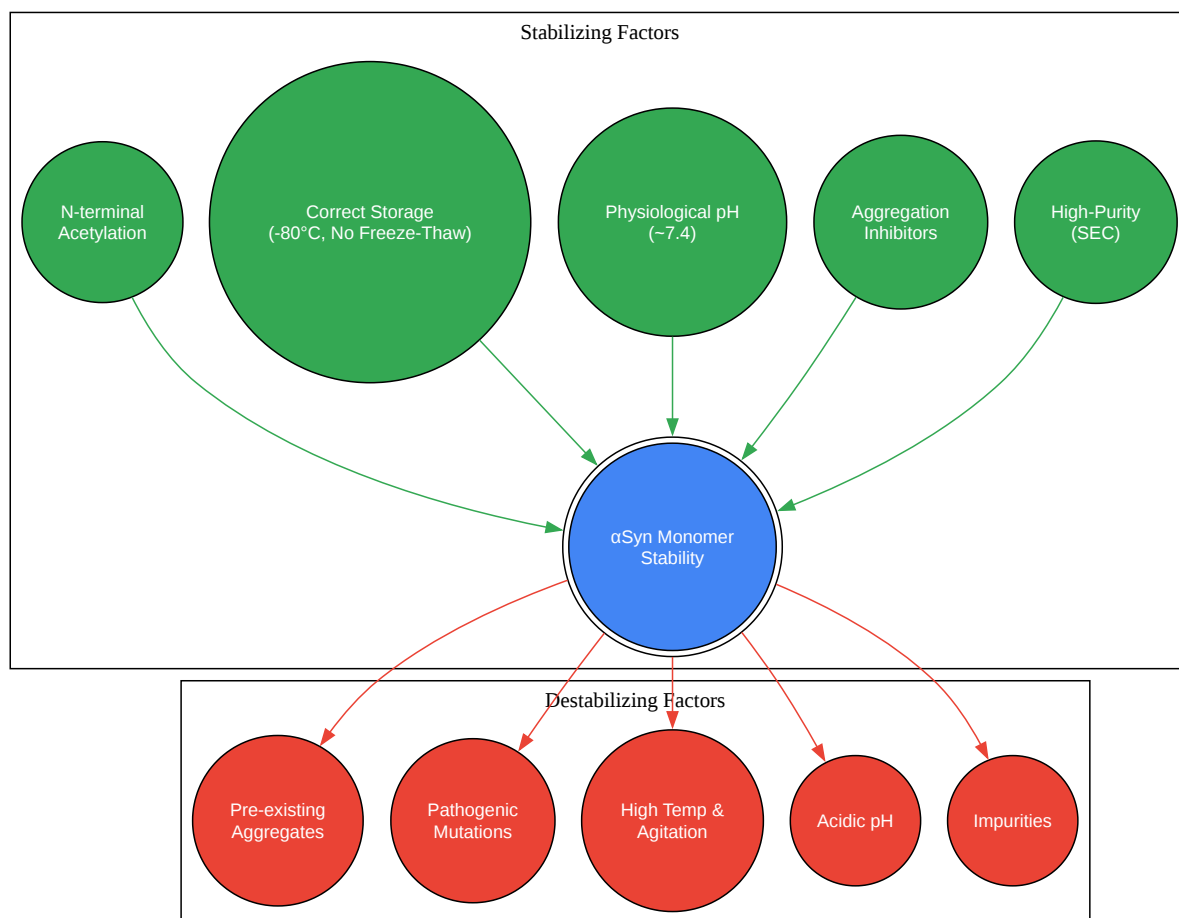 Stabilizing Factors
N-terminal
Acetylation
Correct Storage
(-80°C, No Freeze-Thaw)
Physiological pH
(~7.4)
Aggregation
Inhibitors
High-Purity
(SEC)
αSyn Monomer
Stability
Destabilizing Factors
Pre-existing
Aggregates
Pathogenic
Mutations
High Temp &
Agitation
Acidic pH
Impurities